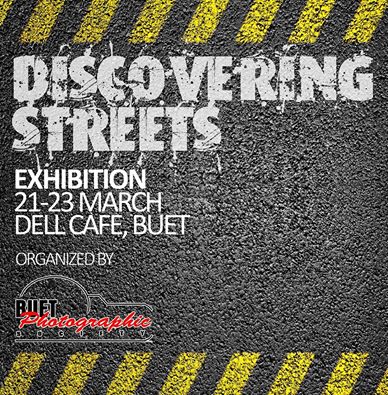 DISCOVERING
STREETS
EXHIBITION
21-23 MARCH
DELL CAFE, BUET
ORGANIZED BY
BUET
Photographic
SOCIETY